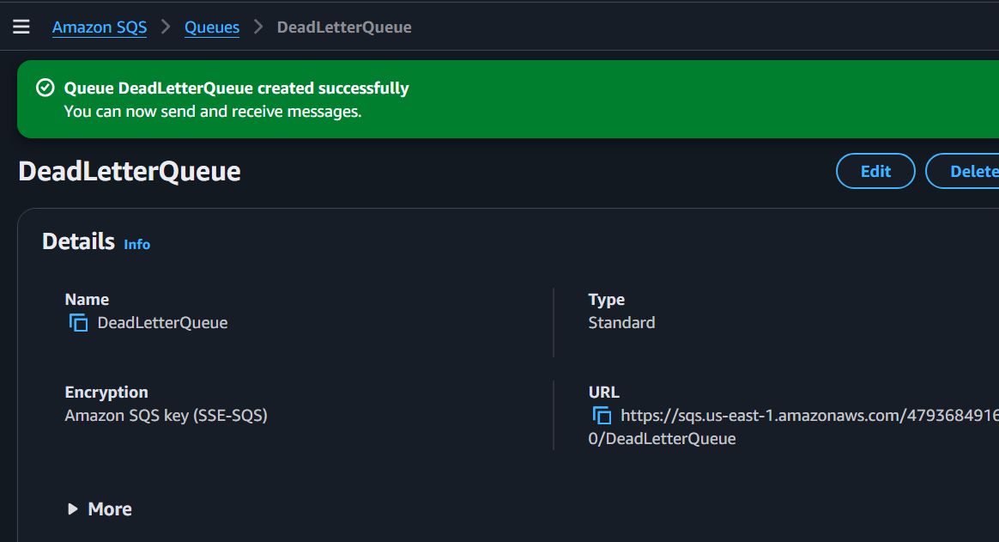 Amazon SQS > Queues > DeadLetterQueue
Queue DeadLetterQueue created successfully
You can now send and receive messages.
DeadLetterQueue
Edit
Delete
Details Info
Name
DeadLetterQueue
Type
Standard
Encryption
Amazon SQS key (SSE-SQS)
URL
https://sqs.us-east-1.amazonaws.com/4793684916
0/DeadLetterQueue
More